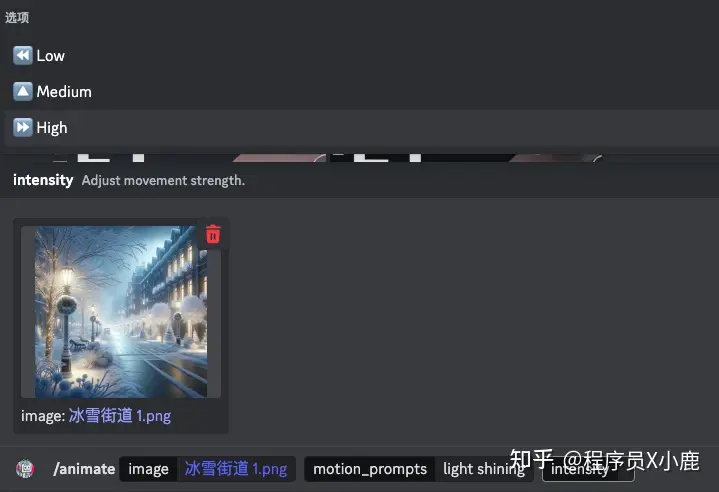 选项
Low
Medium
High
intensity Adjust movement strength.
image: 冰雪街道 1.png
/animate image 冰雪街道 1.png motion_prompts light shining intensity
知乎 @程序员X小鹿